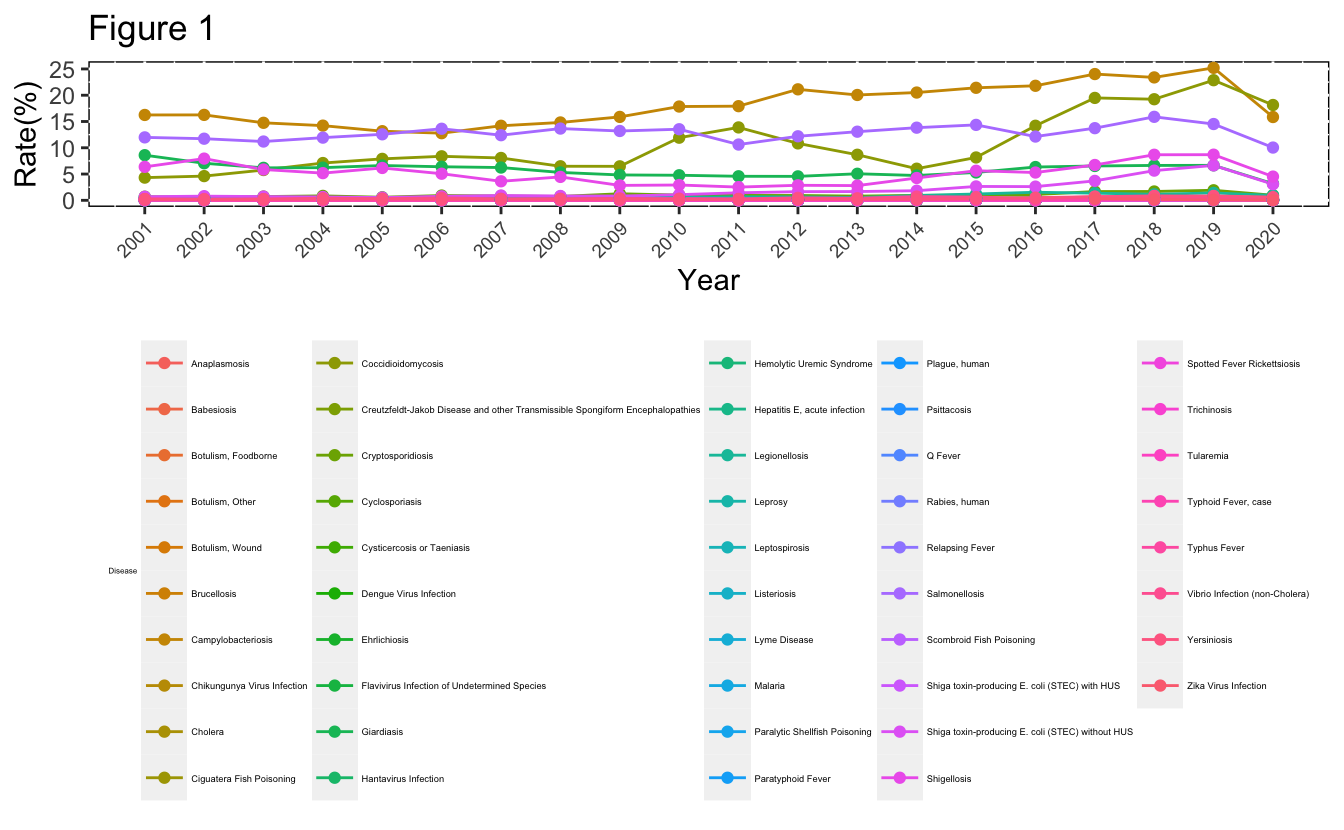 Figure 1
Rate(%)
25
20
15
10
5
0
2001 2002 2003 2004 2005 2006 2007 2008 2009 2010 2011 2012 2013 2014 2015 2016 2017 2018 2019 2020
Year
Disease
Anaplasmosis
Babesiosis
Botulism, Foodborne
Botulism, Other
Botulism, Wound
Brucellosis
Campylobacteriosis
Chikungunya Virus Infection
Cholera
Ciguatera Fish Poisoning
Coccidioidomycosis
Creutzfeldt-Jakob Disease and other Transmissible Spongiform Encephalopathies
Cryptosporidiosis
Cyclosporiasis
Cysticercosis or Taeniasis
Dengue Virus Infection
Ehrlichiosis
Flavivirus Infection of Undetermined Species
Giardiasis
Hantavirus Infection
Hemolytic Uremic Syndrome
Hepatitis E, acute infection
Legionellosis
Leprosy
Leptospirosis
Listeriosis
Lyme Disease
Malaria
Paralytic Shellfish Poisoning
Paratyphoid Fever
Plague, human
Psittacosis
Q Fever
Rabies, human
Relapsing Fever
Salmonellosis
Scombroid Fish Poisoning
Shiga toxin-producing E. coli (STEC) with HUS
Shiga toxin-producing E. coli (STEC) without HUS
Shigellosis
Spotted Fever Rickettsiosis
Trichinosis
Tularemia
Typhoid Fever, case
Typhus Fever
Vibrio Infection (non-Cholera)
Yersiniosis
Zika Virus Infection